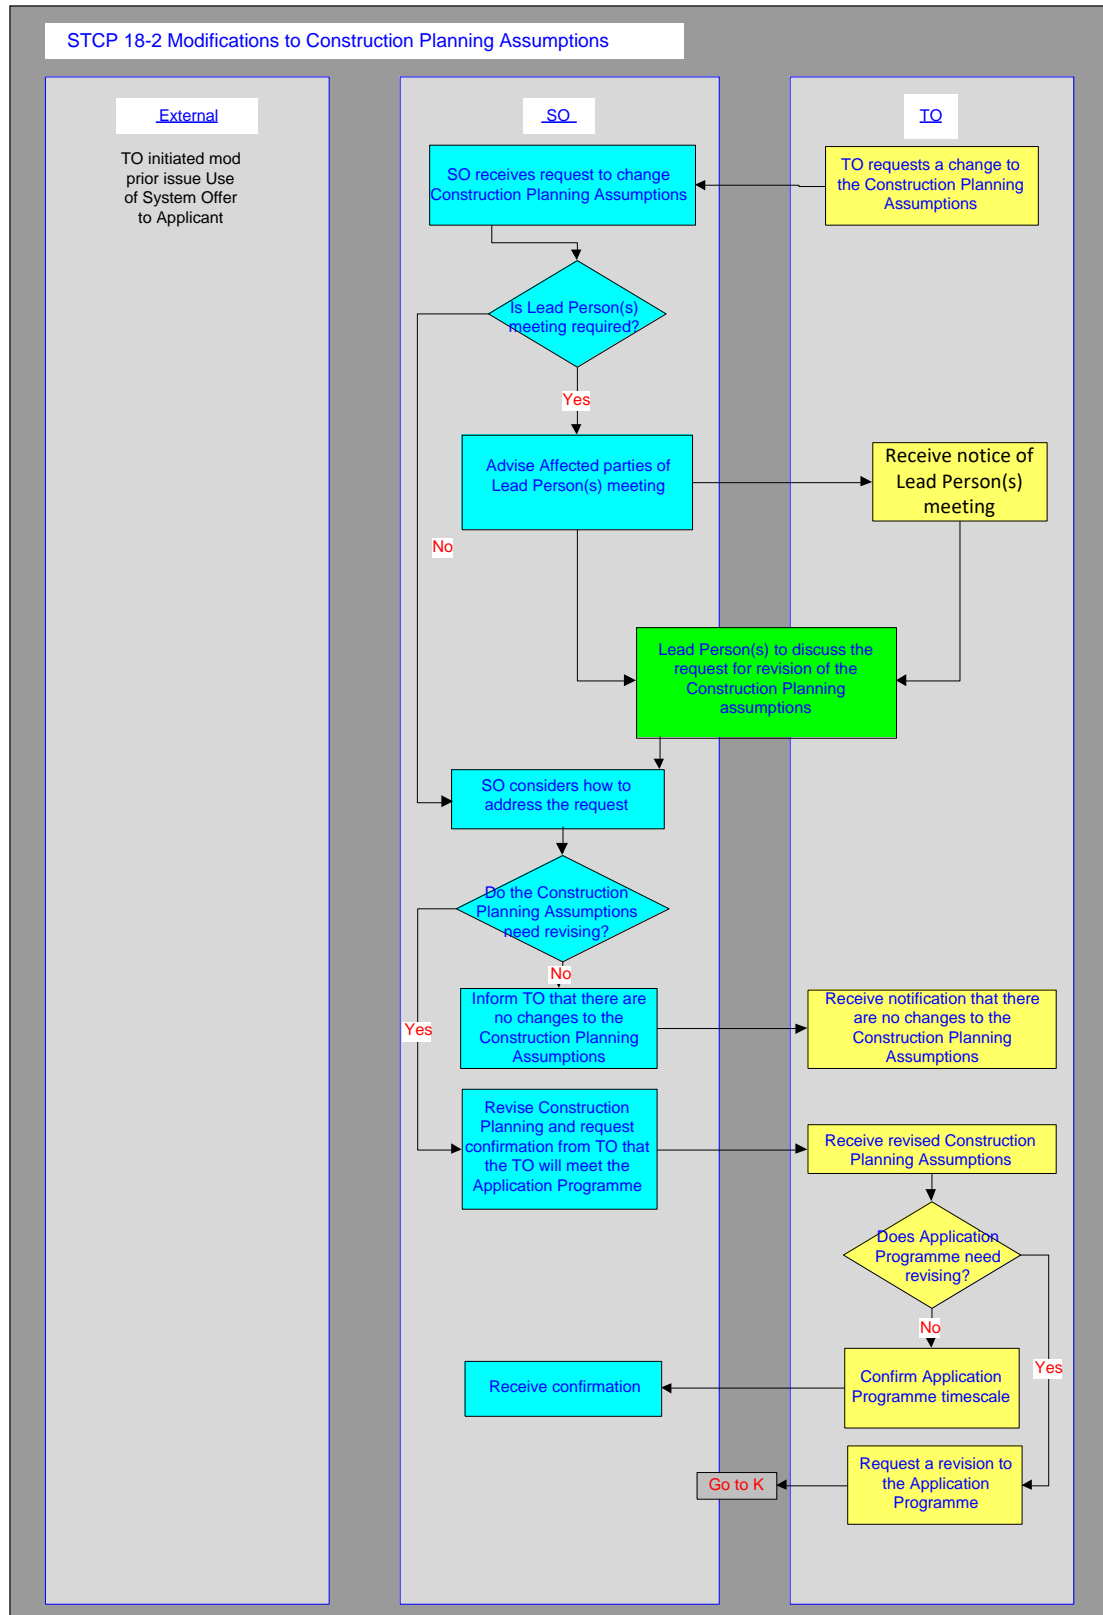 STCP 18-2 Modifications to Construction Planning Assumptions
External
SO
TO
TO initiated mod
prior issue Use
of System Offer
to Applicant
SO receives request to change
Construction Planning Assumptions
TO requests a change to
the Construction Planning
Assumptions
Is Lead Person(s)
meeting required?
Yes
Advise Affected parties of
Lead Person(s) meeting
Receive notice of
Lead Person(s)
meeting
No
Lead Person(s) to discuss the
request for revision of the
Construction Planning
assumptions
SO considers how to
address the request
Do the Construction
Planning Assumptions
need revising?
No
Inform TO that there are
no changes to the
Construction Planning
Assumptions
Receive notification that there
are no changes to the
Construction Planning
Assumptions
Yes
Revise Construction
Planning and request
confirmation from TO that
the TO will meet the
Application Programme
Receive revised Construction
Planning Assumptions
Does Application
Programme need
revising?
No
Yes
Receive confirmation
Confirm Application
Programme timescale
Go to K
Request a revision to
the Application
Programme